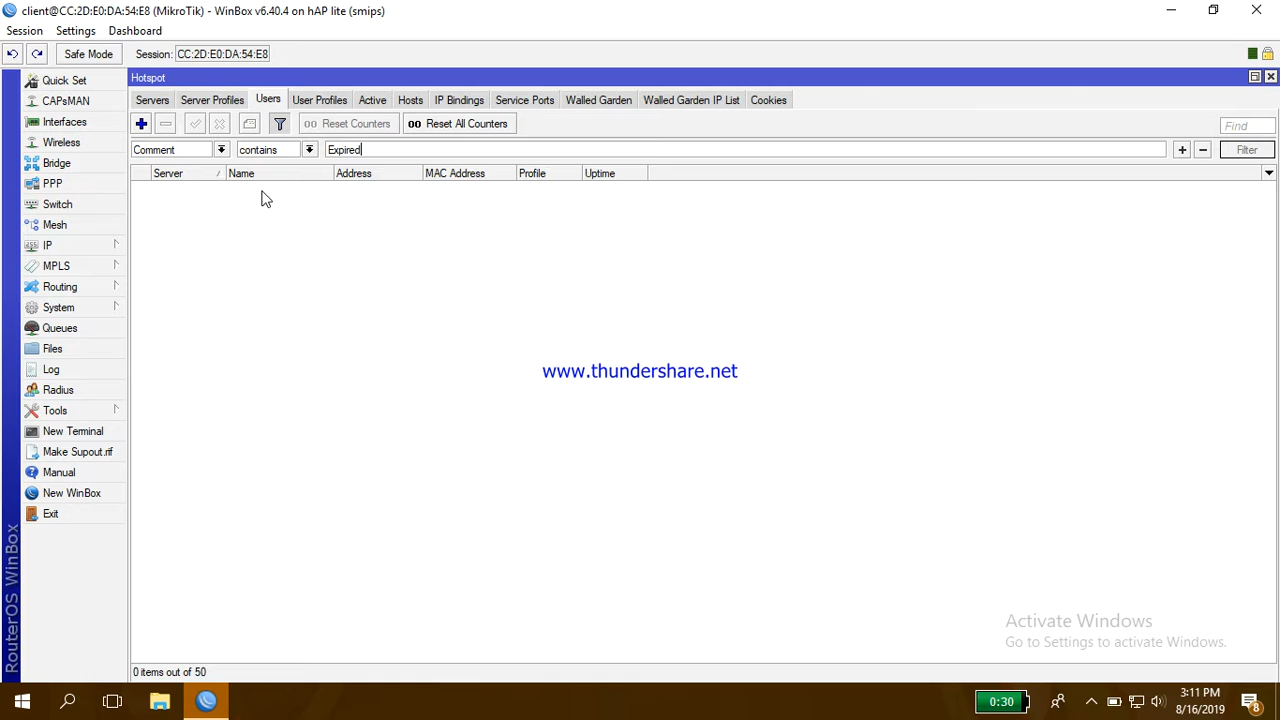 client@CC:2D:E0:DA:54:E8 (MikroTik) - WinBox v6.40.4 on hAP lite (smips)
Session Settings Dashboard
Safe Mode Session: CC:2D:E0:DA:54:E8
Hotspot
Servers Server Profiles Users User Profiles Active Hosts IP Bindings Service Ports Walled Garden Walled Garden IP List Cookies
00 Reset Counters 00 Reset All Counters Find
Comment contains Expired Filter
Server Name Address MAC Address Profile Uptime
Quick Set
CAPsMAN
Interfaces
Wireless
Bridge
PPP
Switch
Mesh
IP
MPLS
Routing
System
Queues
Files
Log
Radius
Tools
New Terminal
Make Supout.rif
Manual
New WinBox
Exit
RouterOS WinBox
www.thundershare.net
Activate Windows
Go to Settings to activate Windows.
0 items out of 50
0:30
3:11 PM
8/16/2019
8